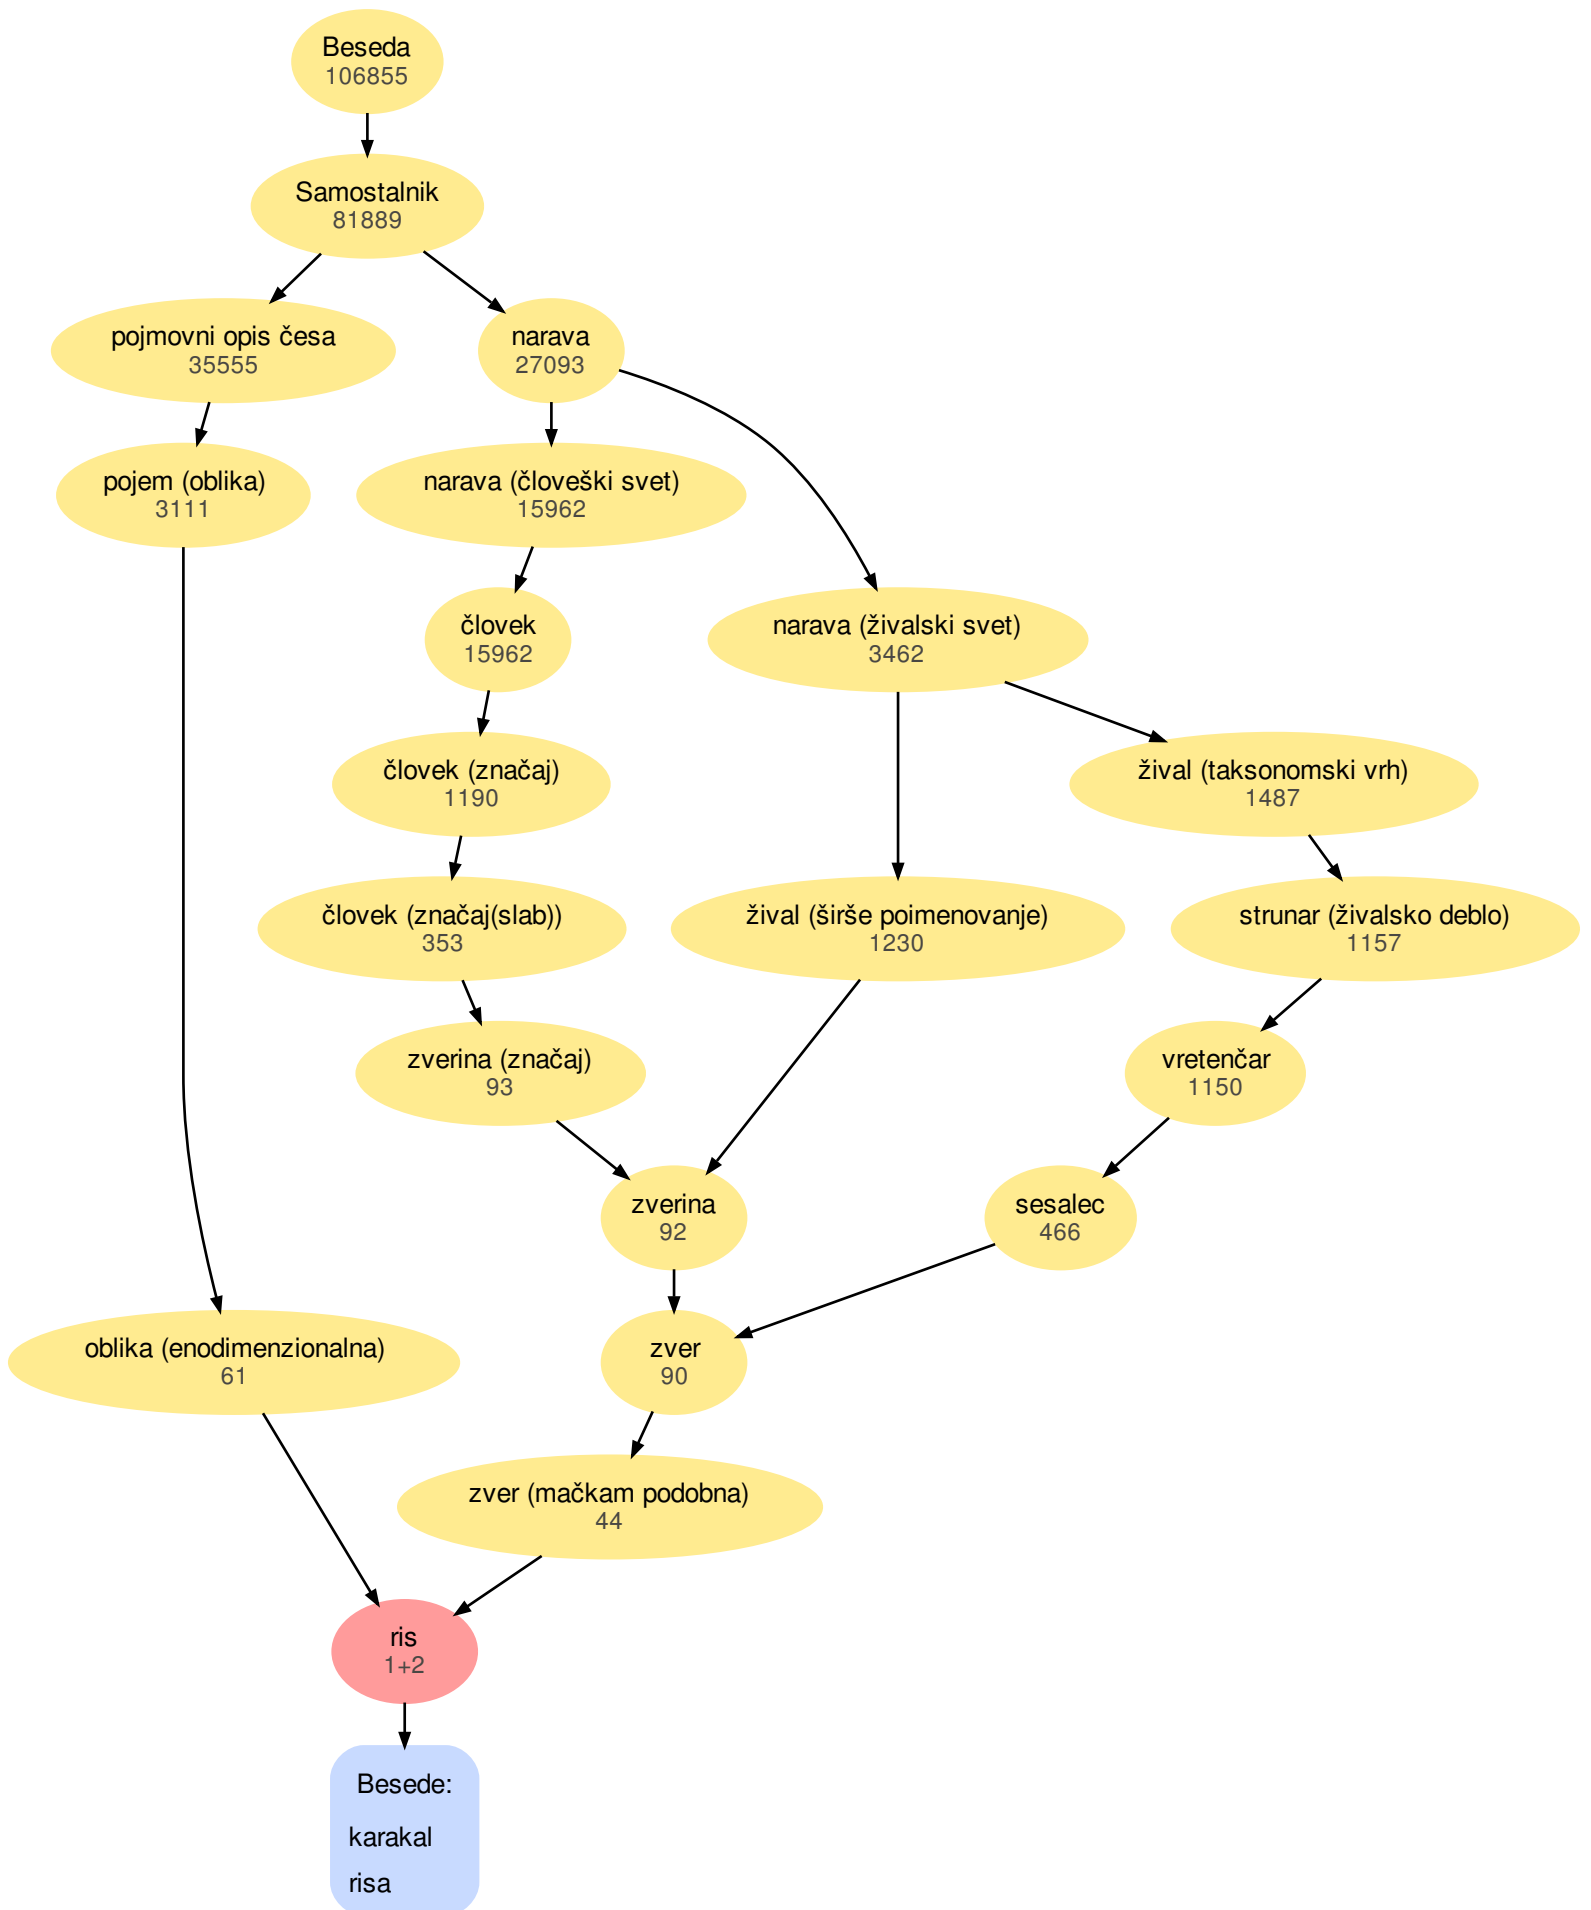 Beseda
106855
Samostalnik
81889
pojmovni opis česa
35555
narava
27093
pojem (oblika)
3111
narava (človeški svet)
15962
človek
15962
narava (živalski svet)
3462
človek (značaj)
1190
žival (taksonomski vrh)
1487
človek (značaj(slab))
353
žival (širše poimenovanje)
1230
strunar (živalsko deblo)
1157
zverina (značaj)
93
vretenčar
1150
zverina
92
sesalec
466
oblika (enodimenzionalna)
61
zver
90
zver (mačkam podobna)
44
ris
1+2
Besede:
karakal
risa